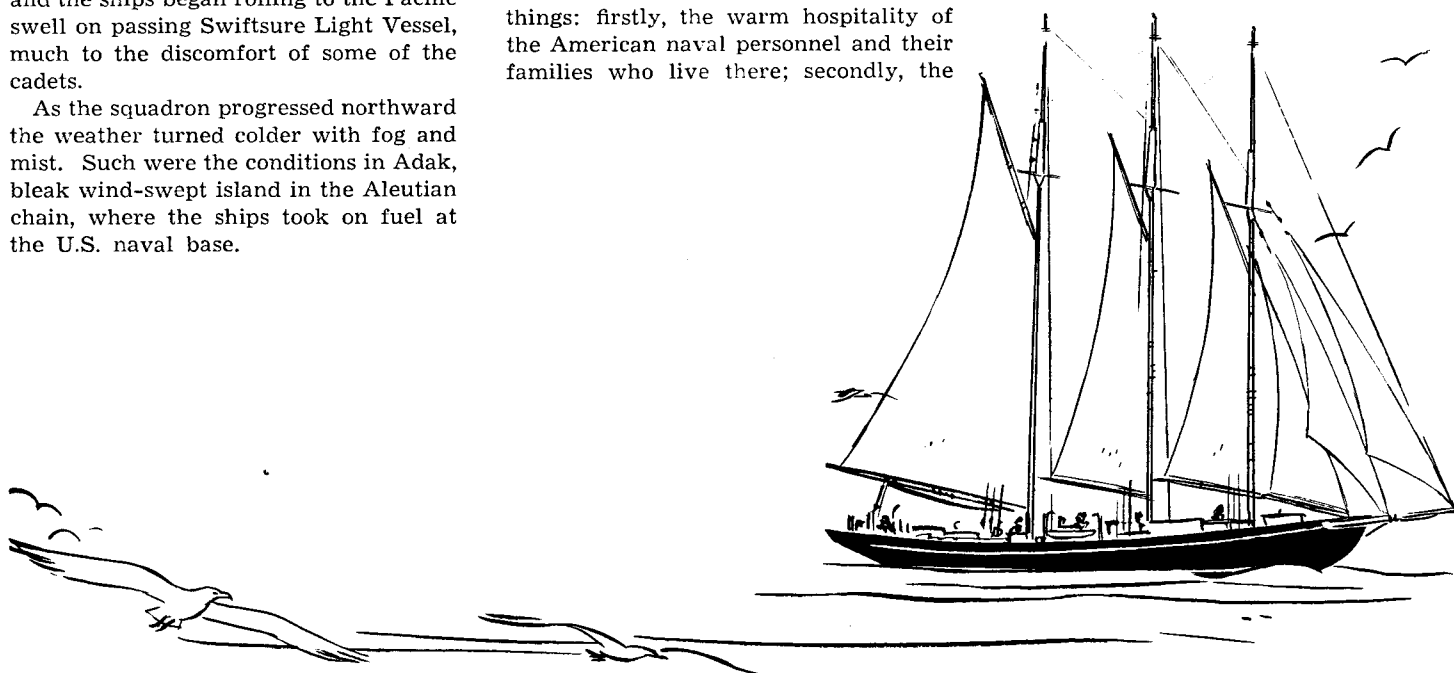 and the ships began rolling to the Pacific
swell on passing Swiftsure Light Vessel,
much to the discomfort of some of the
cadets.
As the squadron progressed northward
the weather turned colder with fog and
mist. Such were the conditions in Adak,
bleak wind-swept island in the Aleutian
chain, where the ships took on fuel at
the U.S. naval base.
things: firstly, the warm hospitality of
the American naval personnel and their
families who live there; secondly, the